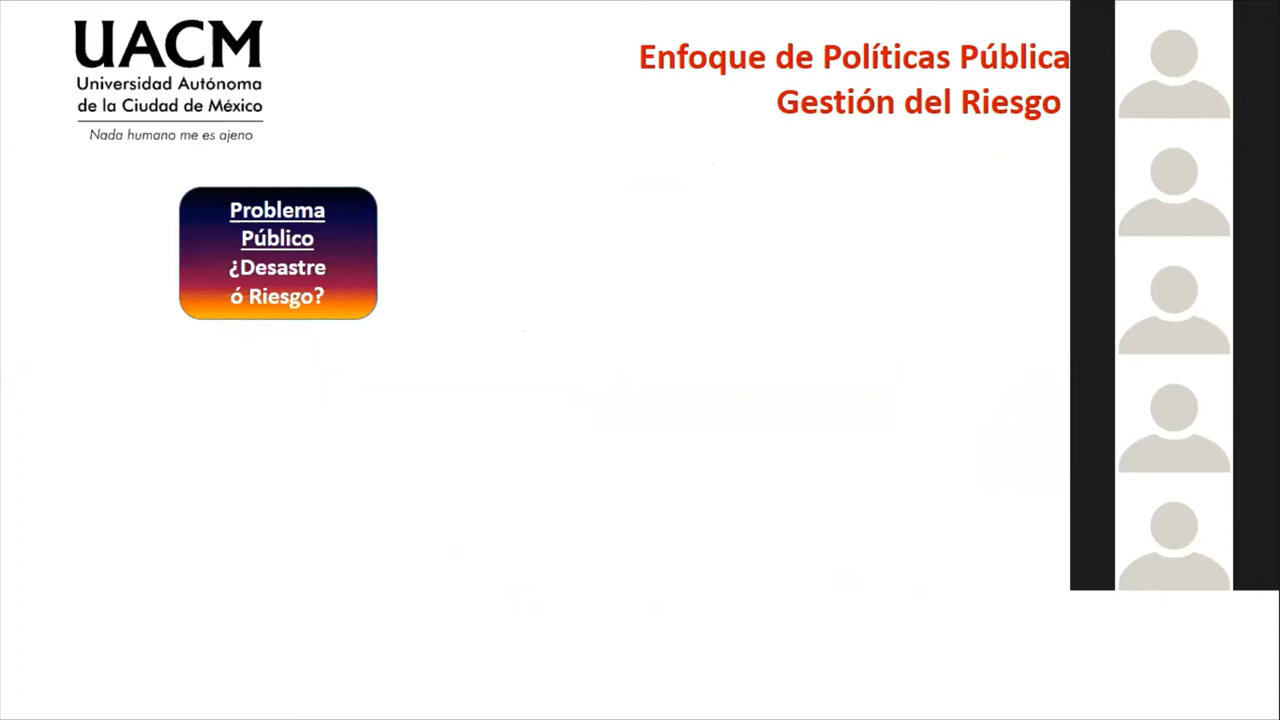 UACM
Universidad Autónoma
de la Ciudad de México
Nada humano me es ajeno
Enfoque de Políticas Pública
Gestión del Riesgo
Problema
Público
¿Desastre
ó Riesgo?